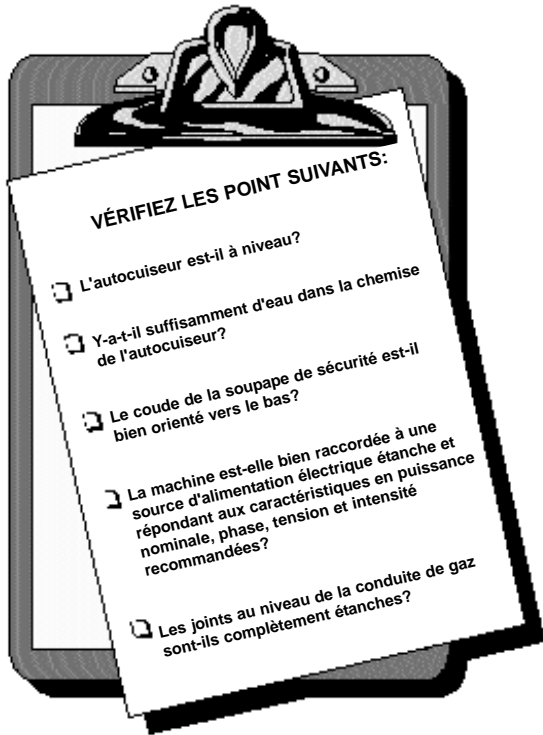 VÉRIFIEZ LES POINT SUIVANTS:
L'autocuiseur est-il à niveau?
Y-a-t-il suffisamment d'eau dans la chemise
de l'autocuiseur?
Le coude de la soupape de sécurité est-il
bien orienté vers le bas?
La machine est-elle bien raccordée à une
source d'alimentation électrique étanche et
répondant aux caractéristiques en puissance
nominale, phase, tension et intensité
recommandées?
Les joints au niveau de la conduite de gaz
sont-ils complètement étanches?